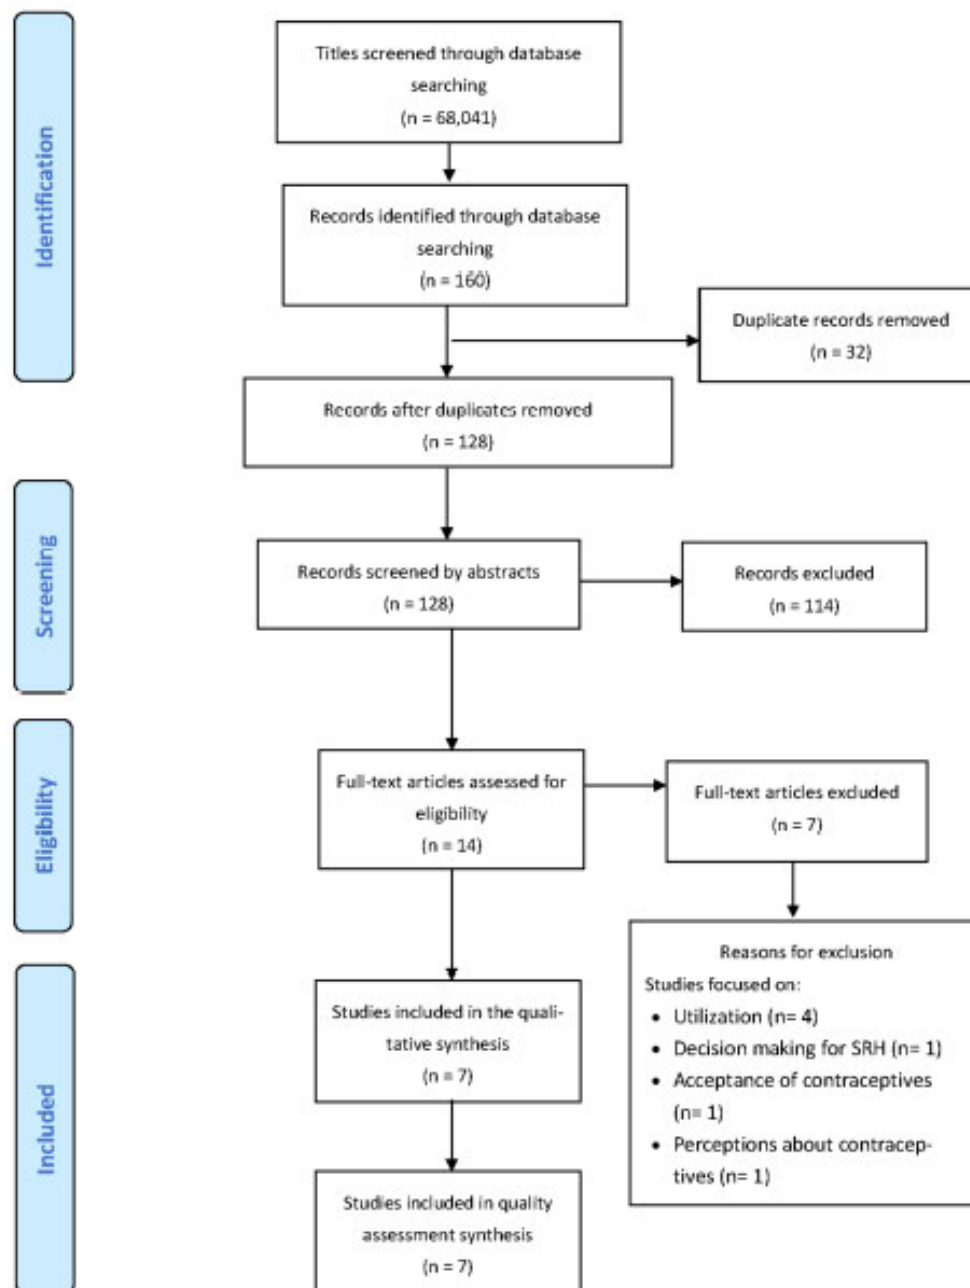 Identification
Titles screened through database
searching
(n = 68,041)
Records identified through database
searching
(n = 160)
Duplicate records removed
(n = 32)
Records after duplicates removed
(n = 128)
Screening
Records screened by abstracts
(n = 128)
Records excluded
(n = 114)
Eligibility
Full-text articles assessed for
eligibility
(n = 14)
Full-text articles excluded
(n = 7)
Reasons for exclusion
Studies focused on:
• Utilization (n= 4)
• Decision making for SRH (n= 1)
• Acceptance of contraceptives
(n= 1)
• Perceptions about contracep-
tives (n= 1)
Included
Studies included in the quali-
tative synthesis
(n = 7)
Studies included in quality
assessment synthesis
(n = 7)